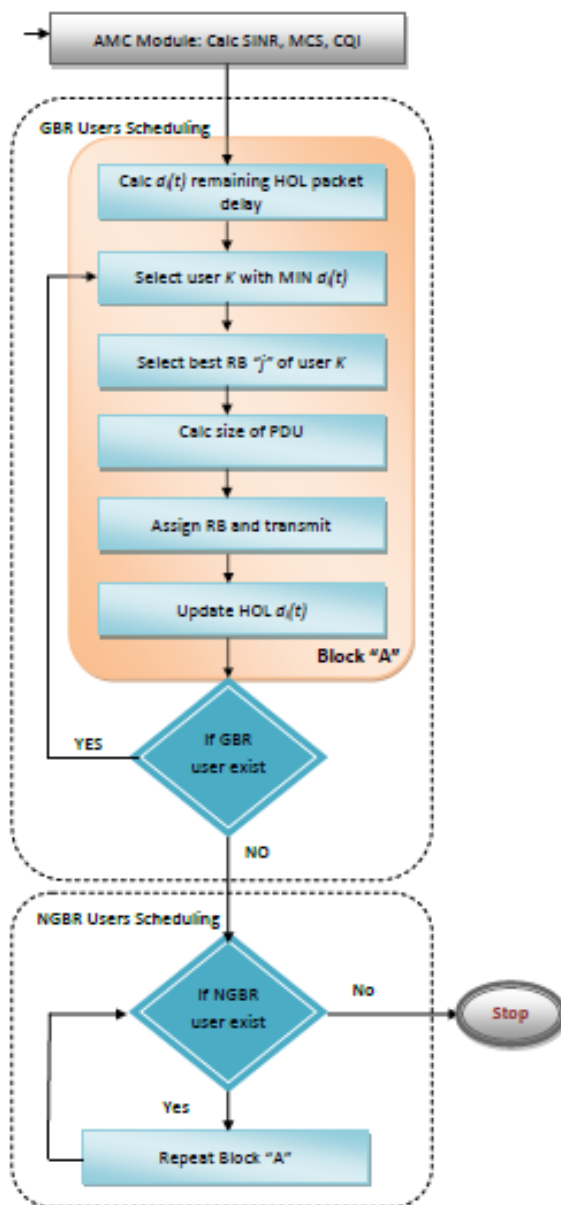 AMC Module: Calc SINR, MCS, CQI
GBR Users Scheduling
Calc dᵢ(t) remaining HOL packet
delay
Select user K with MIN dᵢ(t)
Select best RB "j" of user K
Calc size of PDU
Assign RB and transmit
Update HOL dᵢ(t)
Block "A"
If GBR
user exist
YES
NO
NGBR Users Scheduling
If NGBR
user exist
No
Stop
Yes
Repeat Block "A"